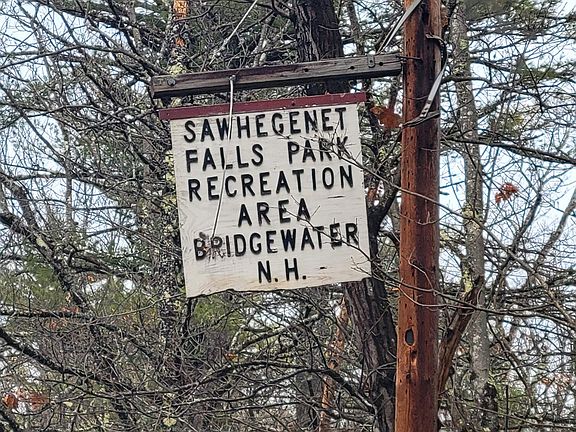 SAWHEGENET
FALLS PARK
RECREATION
AREA
BRIDGEWATER
N.H.